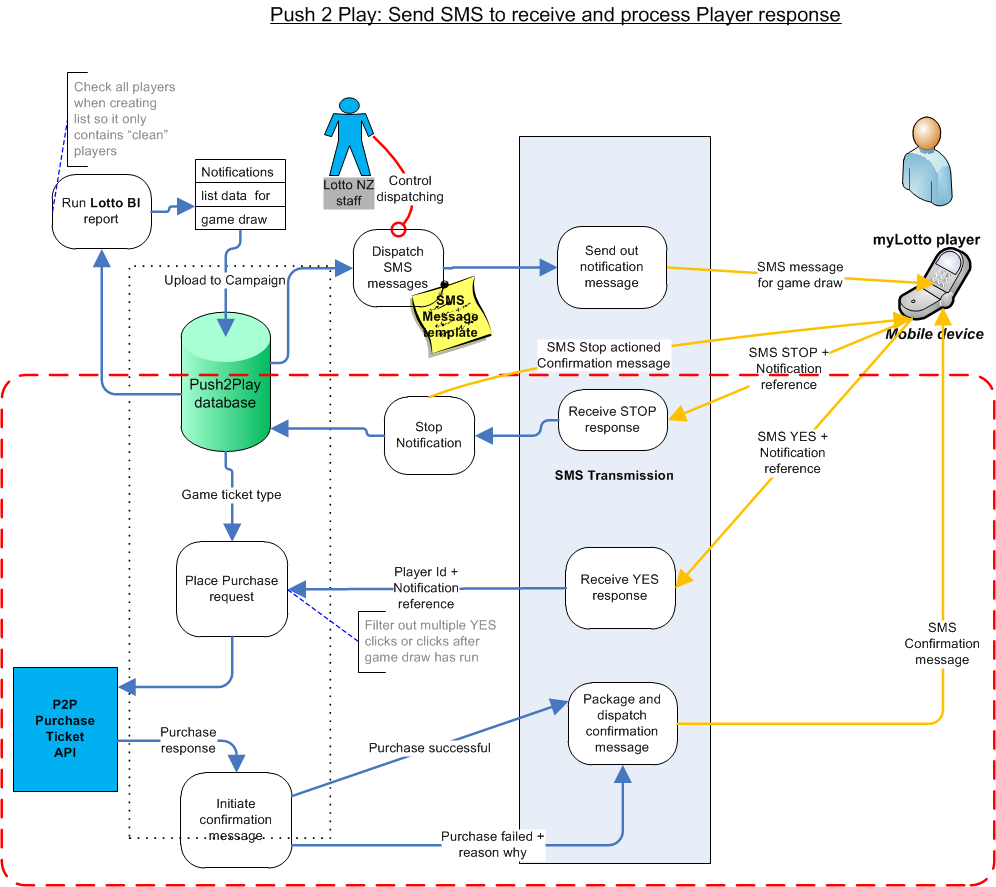 Push 2 Play: Send SMS to receive and process Player response
Check all players
when creating
list so it only
contains “clean”
players
Run Lotto BI
report
Notifications
list data for
game draw
Lotto NZ
staff
Control
dispatching
Dispatch
SMS
messages
SMS
Message
template
Send out
notification
message
SMS message
for game draw
myLotto player
Mobile device
Upload to Campaign
Push2Play
database
SMS Stop actioned
Confirmation message
SMS STOP +
Notification
reference
Stop
Notification
Receive STOP
response
SMS YES +
Notification
reference
SMS Transmission
Game ticket type
Place Purchase
request
Player Id +
Notification
reference
Receive YES
response
Filter out multiple YES
clicks or clicks after
game draw has run
SMS
Confirmation
message
P2P
Purchase
Ticket
API
Purchase
response
Purchase successful
Package and
dispatch
confirmation
message
Initiate
confirmation
message
Purchase failed +
reason why